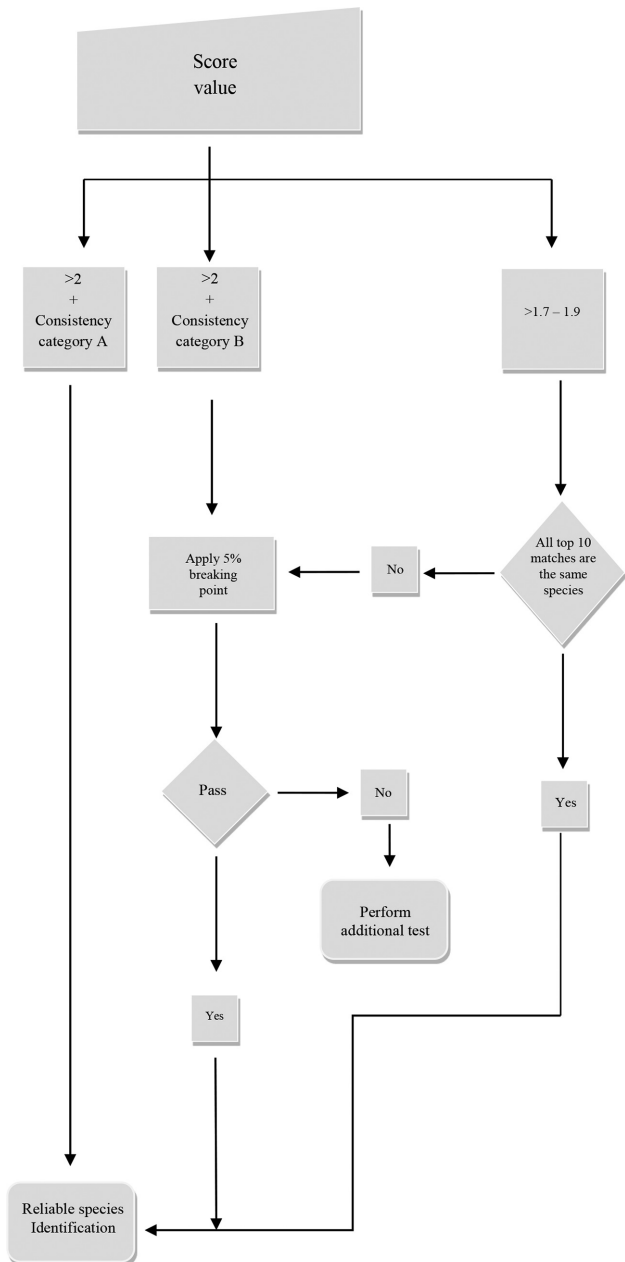 Score
value
>2
+
Consistency
category A
>2
+
Consistency
category B
>1.7 – 1.9
Apply 5%
breaking
point
No
All top 10
matches are
the same
species
Pass
No
Yes
Perform
additional test
Yes
Reliable species
Identification